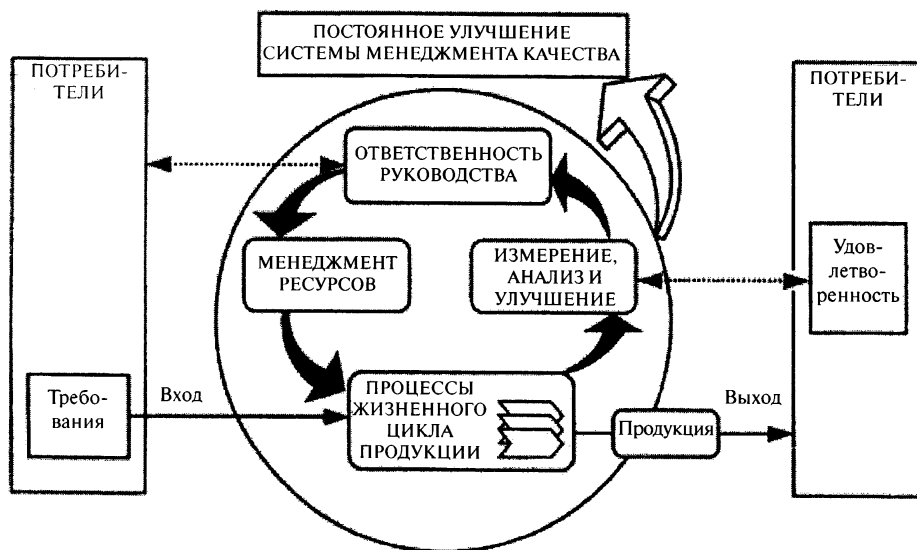 ПОСТОЯННОЕ УЛУЧШЕНИЕ
СИСТЕМЫ МЕНЕДЖМЕНТА КАЧЕСТВА
ПОТРЕБИ-
ТЕЛИ
ПОТРЕБИ-
ТЕЛИ
ОТВЕТСТВЕННОСТЬ
РУКОВОДСТВА
МЕНЕДЖМЕНТ
РЕСУРСОВ
ИЗМЕРЕНИЕ,
АНАЛИЗ И
УЛУЧШЕНИЕ
Удов-
летво-
ренность
Требо-
вания
Вход
ПРОЦЕССЫ
ЖИЗНЕННОГО
ЦИКЛА
ПРОДУКЦИИ
Продукция
Выход